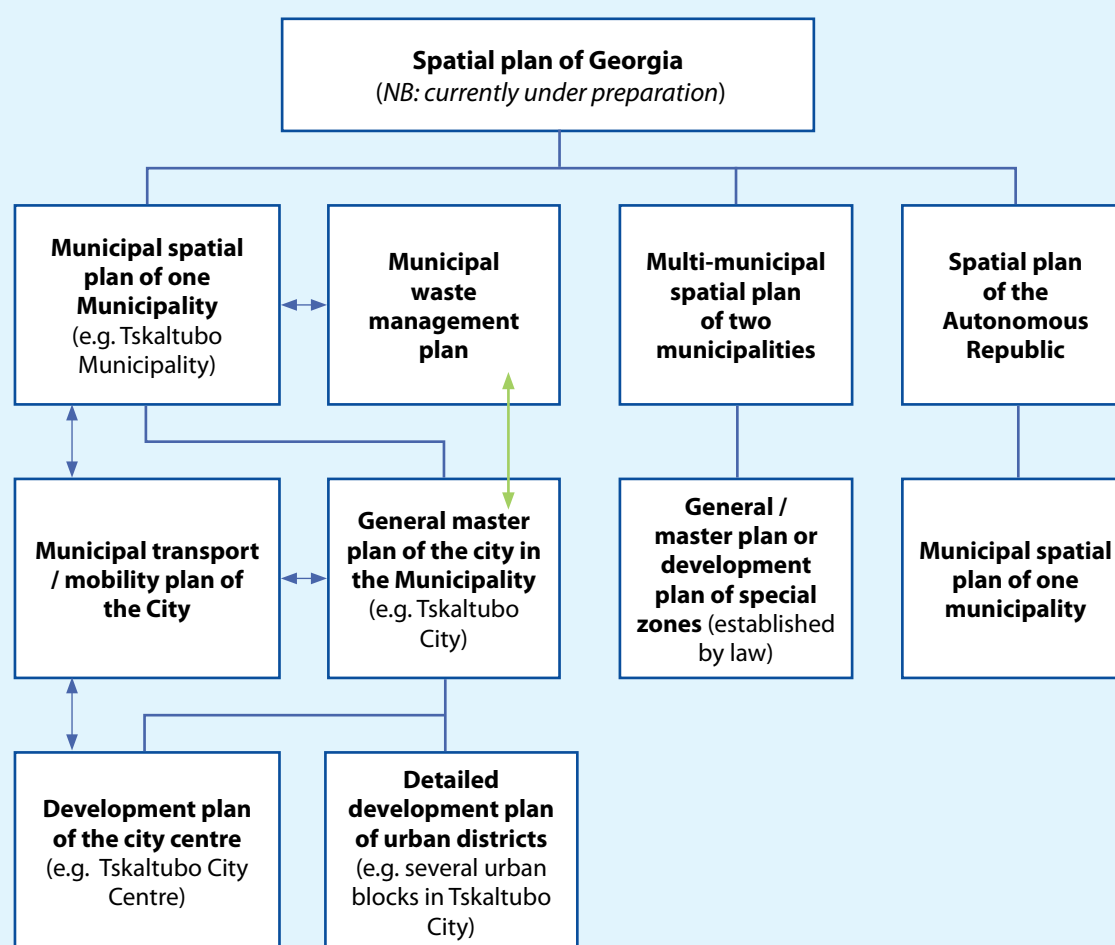 Spatial plan of Georgia
(NB: currently under preparation)
Municipal spatial
plan of one
Municipality
(e.g. Tskaltubo
Municipality)
Municipal
waste
management
plan
Multi-municipal
spatial plan
of two
municipalities
Spatial plan
of the
Autonomous
Republic
Municipal transport
/ mobility plan of
the City
General master
plan of the city in
the Municipality
(e.g. Tskaltubo
City)
General /
master plan or
development
plan of special
zones (established
by law)
Municipal spatial
plan of one
municipality
Development plan
of the city centre
(e.g. Tskaltubo City
Centre)
Detailed
development plan
of urban districts
(e.g. several urban
blocks in Tskaltubo
City)